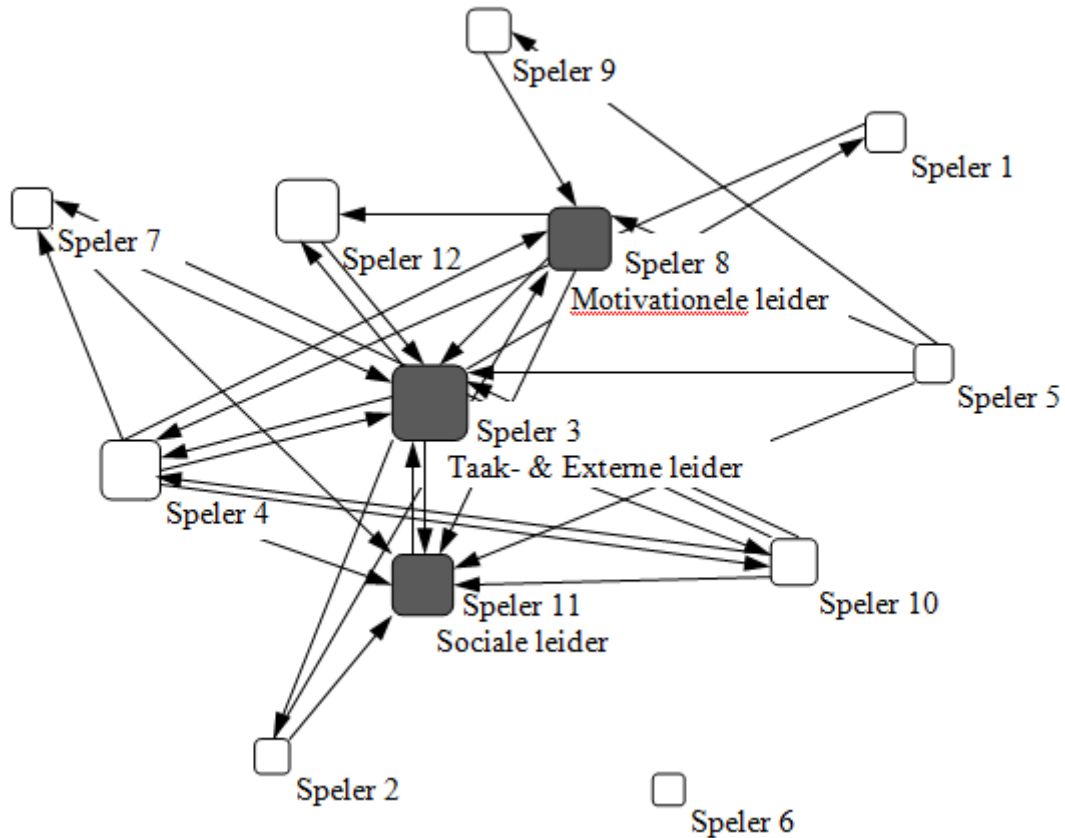 Speler 9
Speler 1
Speler 7
Speler 12
Speler 8
Motivationele leider
Speler 5
Speler 3
Taak- & Externe leider
Speler 4
Speler 11
Sociale leider
Speler 10
Speler 2
Speler 6